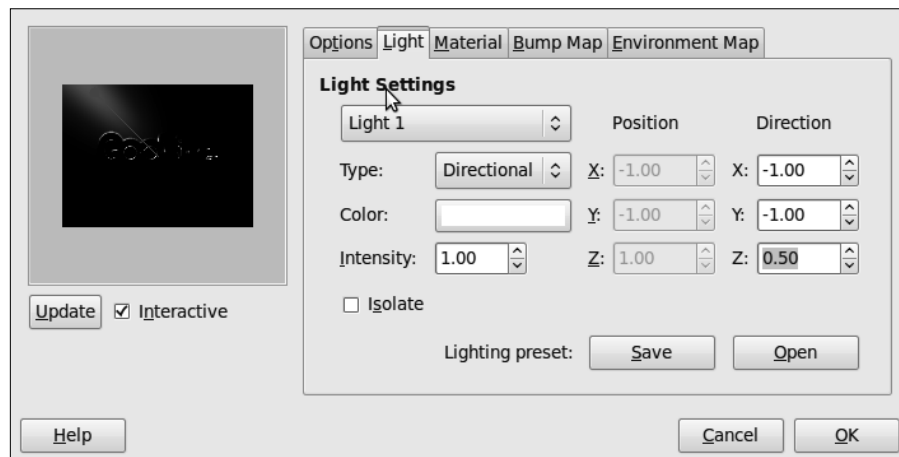 Options Light Material Bump Map Environment Map
Light Settings
Light 1 Position Direction
Type: Directional X: -1.00 X: -1.00
Color: Y: -1.00 Y: -1.00
Intensity: 1.00 Z: 1.00 Z: 0.50
Isolate
Update Interactive
Lighting preset: Save Open
Help Cancel OK